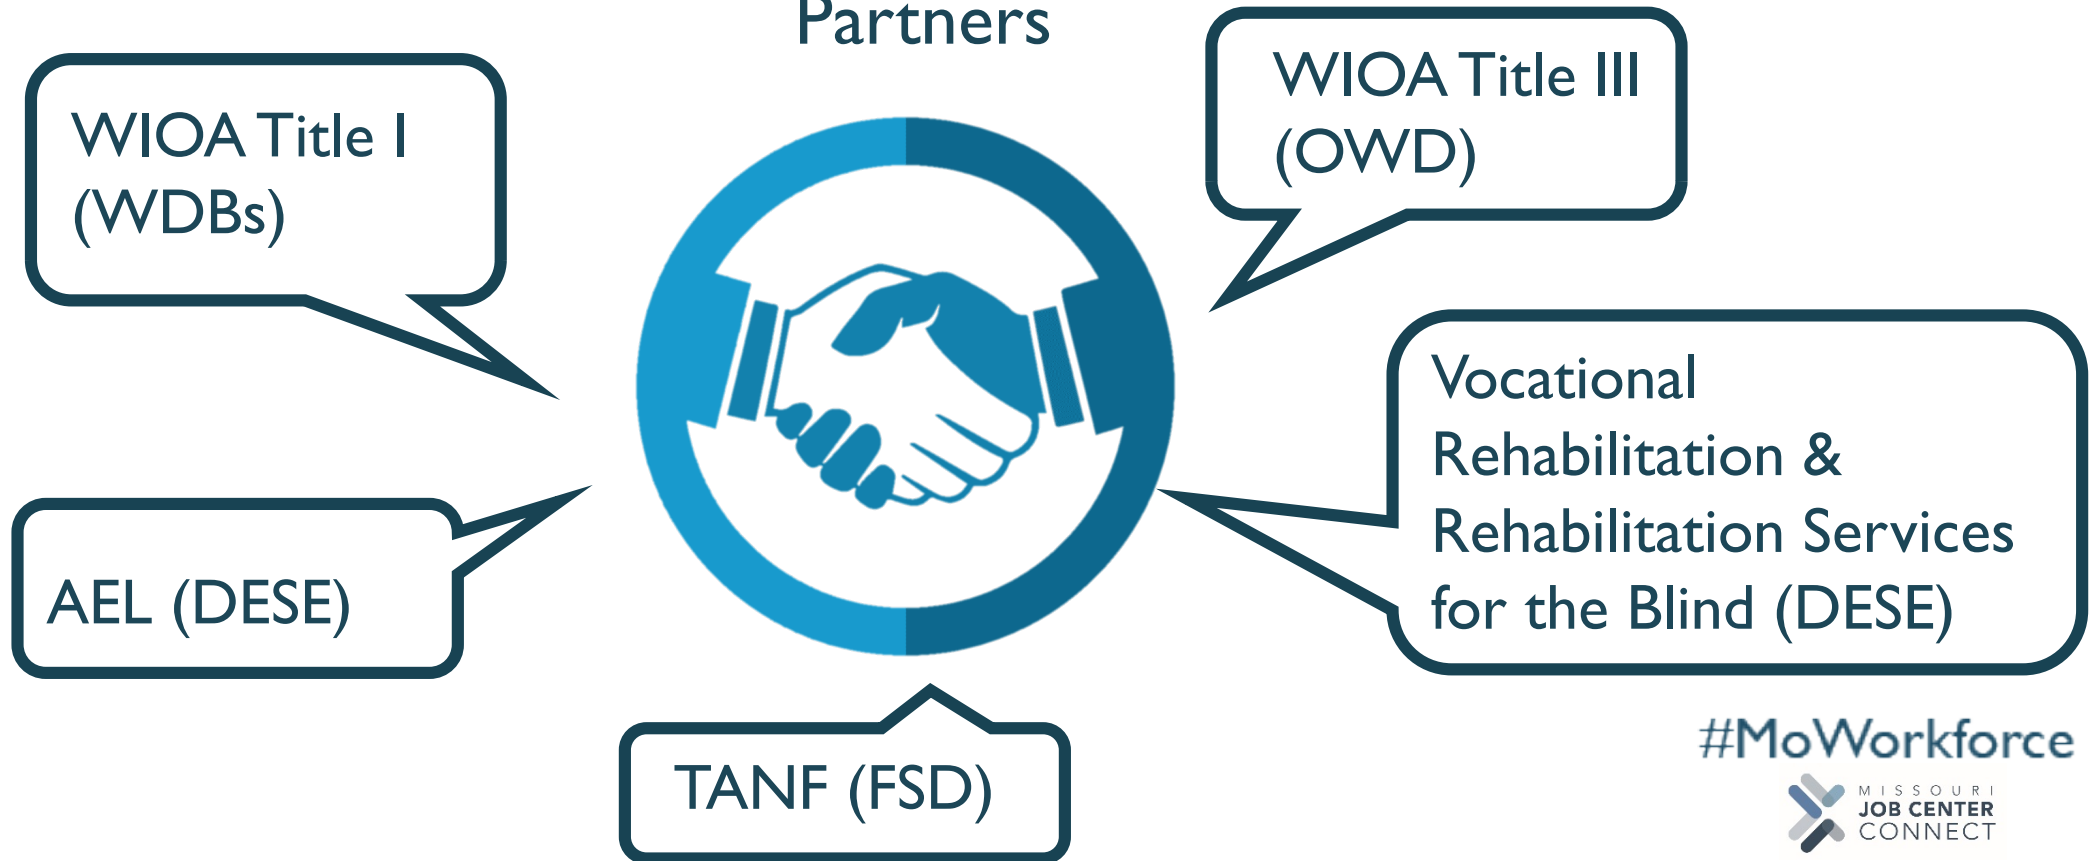 Partners
WIOA Title I
(WDBs)
WIOA Title III
(OWD)
Vocational
Rehabilitation &
Rehabilitation Services
for the Blind (DESE)
AEL (DESE)
TANF (FSD)
#MoWorkforce
MISSOURI
JOB CENTER
CONNECT